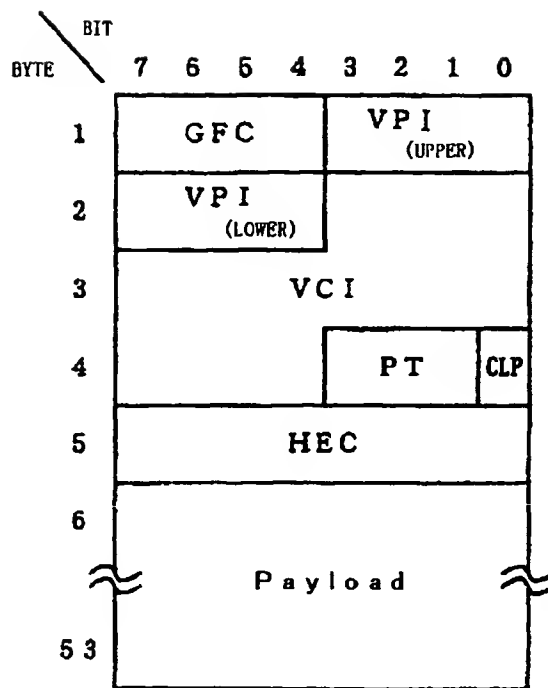 BIT
BYTE 7 6 5 4 3 2 1 0
1 GFC VPI
(UPPER)
2 VPI
(LOWER)
3 VCI
4 PT CLP
5 HEC
6
Payload
53